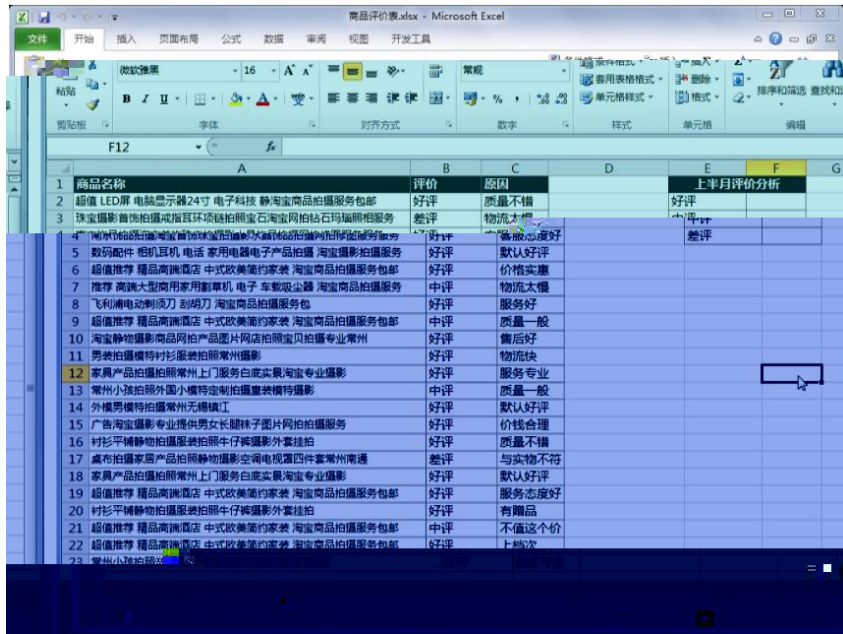 商品评价表.xlsx - Microsoft Excel
文件 开始 插入 页面布局 公式 数据 审阅 视图 开发工具
微软雅黑 16 常规 条件格式 插入
粘贴 套用表格格式 删除 排序和筛选
B I U 单元格样式 格式
剪贴板 字体 对齐方式 数字 样式 单元格 编辑
F12 fx
A B C D E F G
1 商品名称 评价 原因 上半月评价分析
2 超值 LED屏 电脑显示器24寸 电子科技 静淘宝商品拍摄服务包邮 好评 质量不错 好评
3 珠宝摄影首饰拍摄戒指耳环项链拍照宝石淘宝网拍钻石玛瑙照相服务 差评 物流太慢 中评
4 好评 客服态度好 差评
5 数码配件 相机耳机 电话 家用电器电子产品拍摄 淘宝摄影拍摄服务 好评 默认好评
6 超值推荐 精品高端酒店 中式欧美简约家装 淘宝商品拍摄服务包邮 好评 价格实惠
7 推荐 高端大型商用家用割草机 电子 车载吸尘器 淘宝商品拍摄服务 中评 物流太慢
8 飞利浦电动剃须刀 刮胡刀 淘宝商品拍摄服务包 好评 服务好
9 超值推荐 精品高端酒店 中式欧美简约家装 淘宝商品拍摄服务包邮 中评 质量一般
10 淘宝静物摄影商品网拍产品图片网店拍照宝贝拍摄专业常州 好评 售后好
11 男装拍摄模特衬衫服装拍照常州摄影 好评 物流快
12 家具产品拍摄拍照常州上门服务白底实景淘宝专业摄影 好评 服务专业
13 常州小孩拍照外国小模特定制拍摄童装模特摄影 中评 质量一般
14 外模男模特拍摄常州无锡镇江 好评 默认好评
15 广告淘宝摄影专业提供男女长腿袜子图片网拍拍摄服务 好评 价钱合理
16 衬衫平铺静物拍摄服装拍照牛仔裤摄影外套挂拍 好评 质量不错
17 桌布拍摄家居产品拍照静物摄影空调电视罩四件套常州南通 差评 与实物不符
18 家具产品拍摄拍照常州上门服务白底实景淘宝专业摄影 好评 默认好评
19 超值推荐 精品高端酒店 中式欧美简约家装 淘宝商品拍摄服务包邮 好评 服务态度好
20 衬衫平铺静物拍摄服装拍照牛仔裤摄影外套挂拍 好评 有赠品
21 超值推荐 精品高端酒店 中式欧美简约家装 淘宝商品拍摄服务包邮 中评 不值这个价
22 超值推荐 精品高端酒店 中式欧美简约家装 淘宝商品拍摄服务包邮 好评 上档次
23 常州小孩拍照